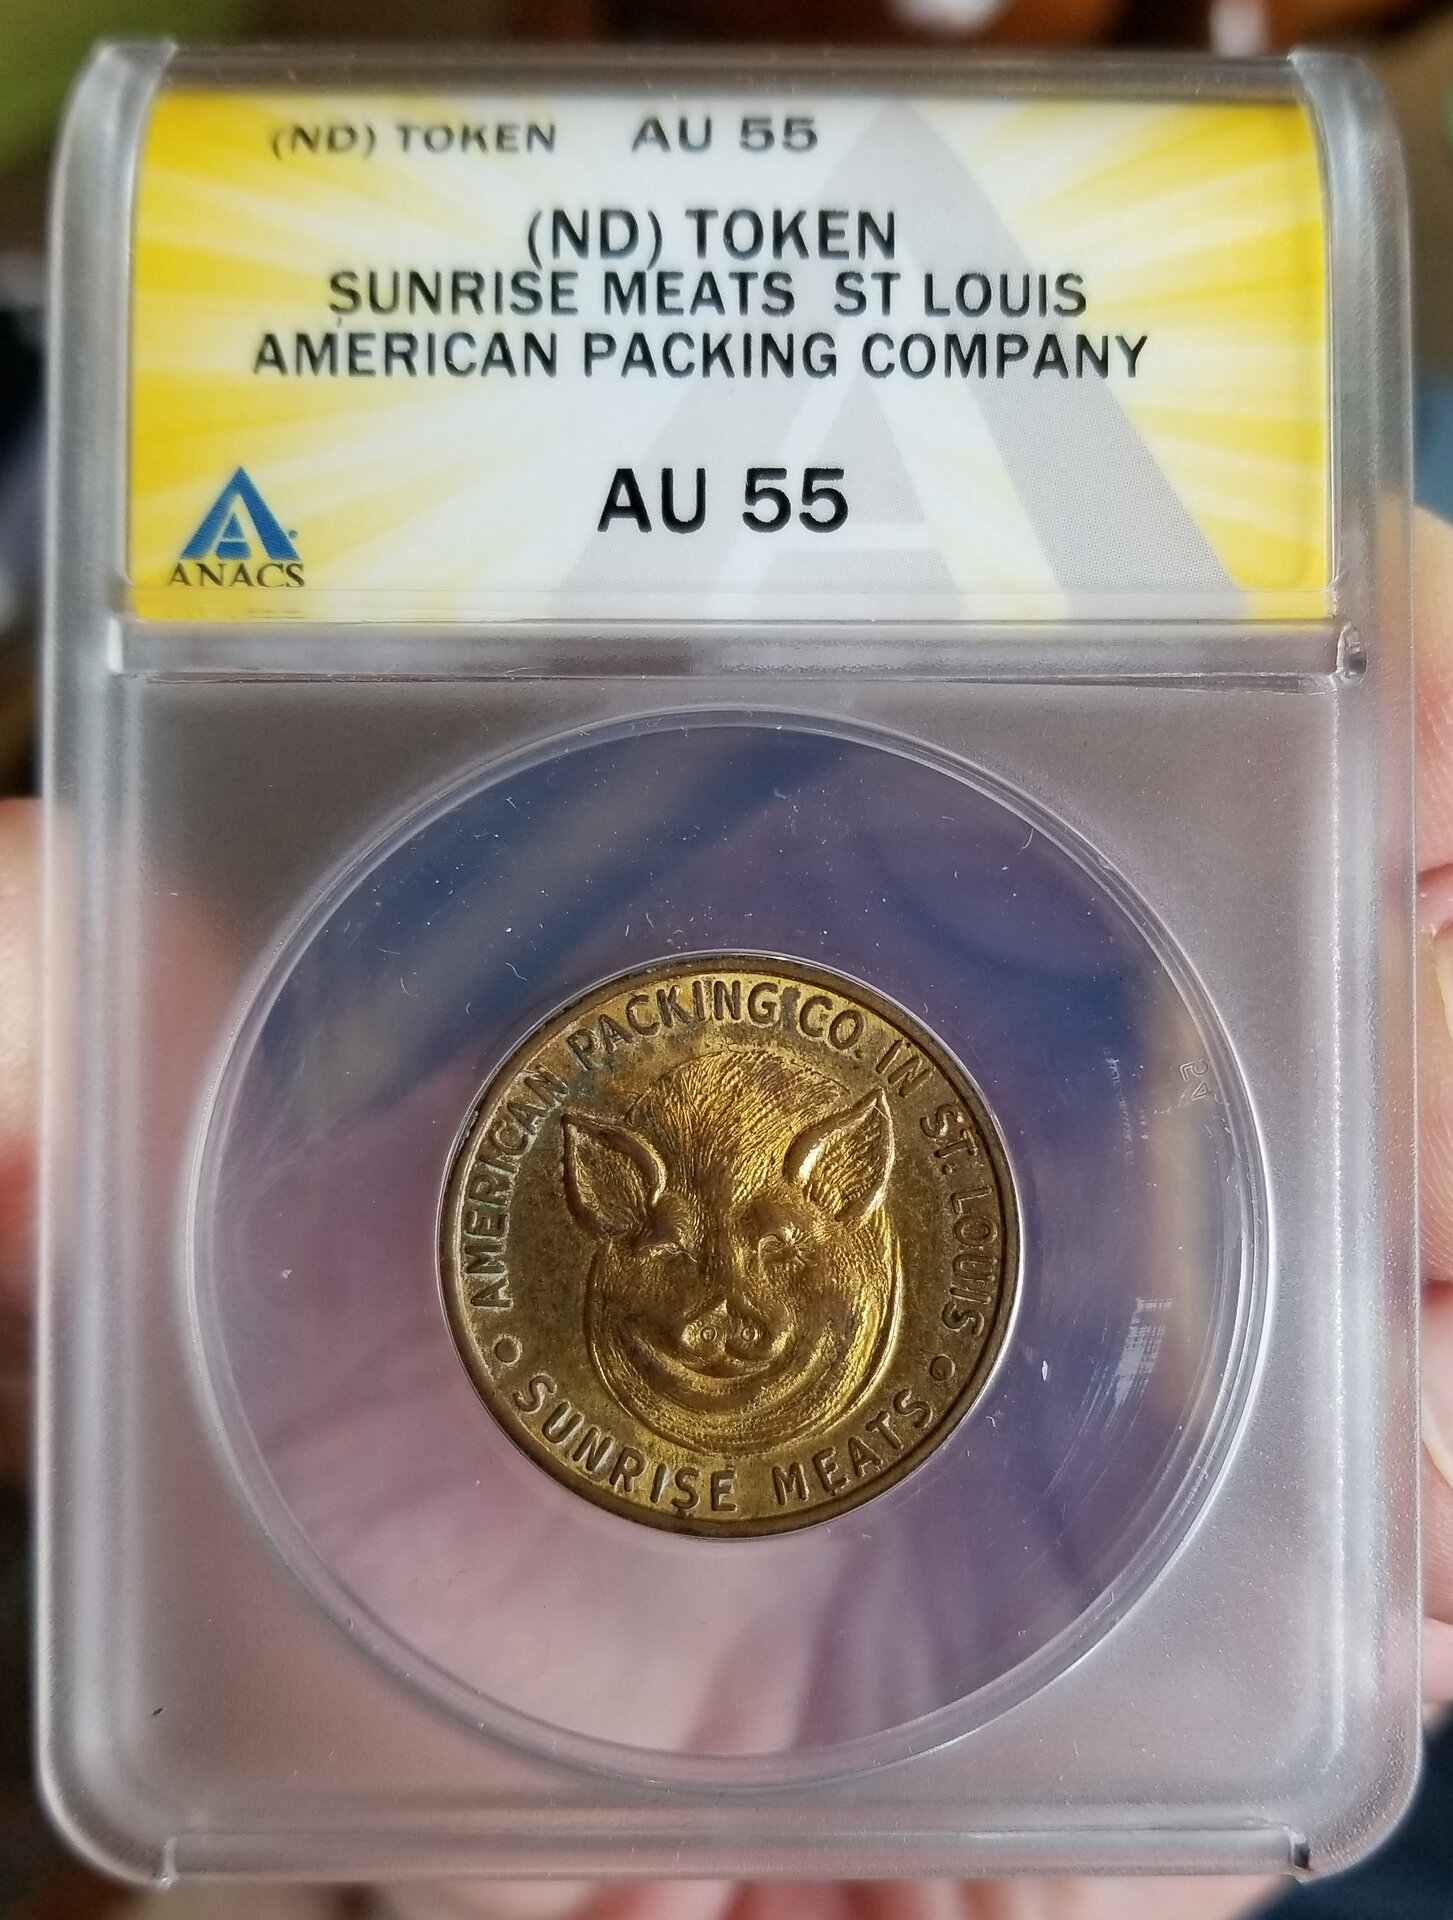 (ND) TOKEN AU 55
(ND) TOKEN
SUNRISE MEATS ST LOUIS
AMERICAN PACKING COMPANY
AU 55
ANACS
AMERICAN PACKING CO. IN ST. LOUIS
SUNRISE MEATS
24